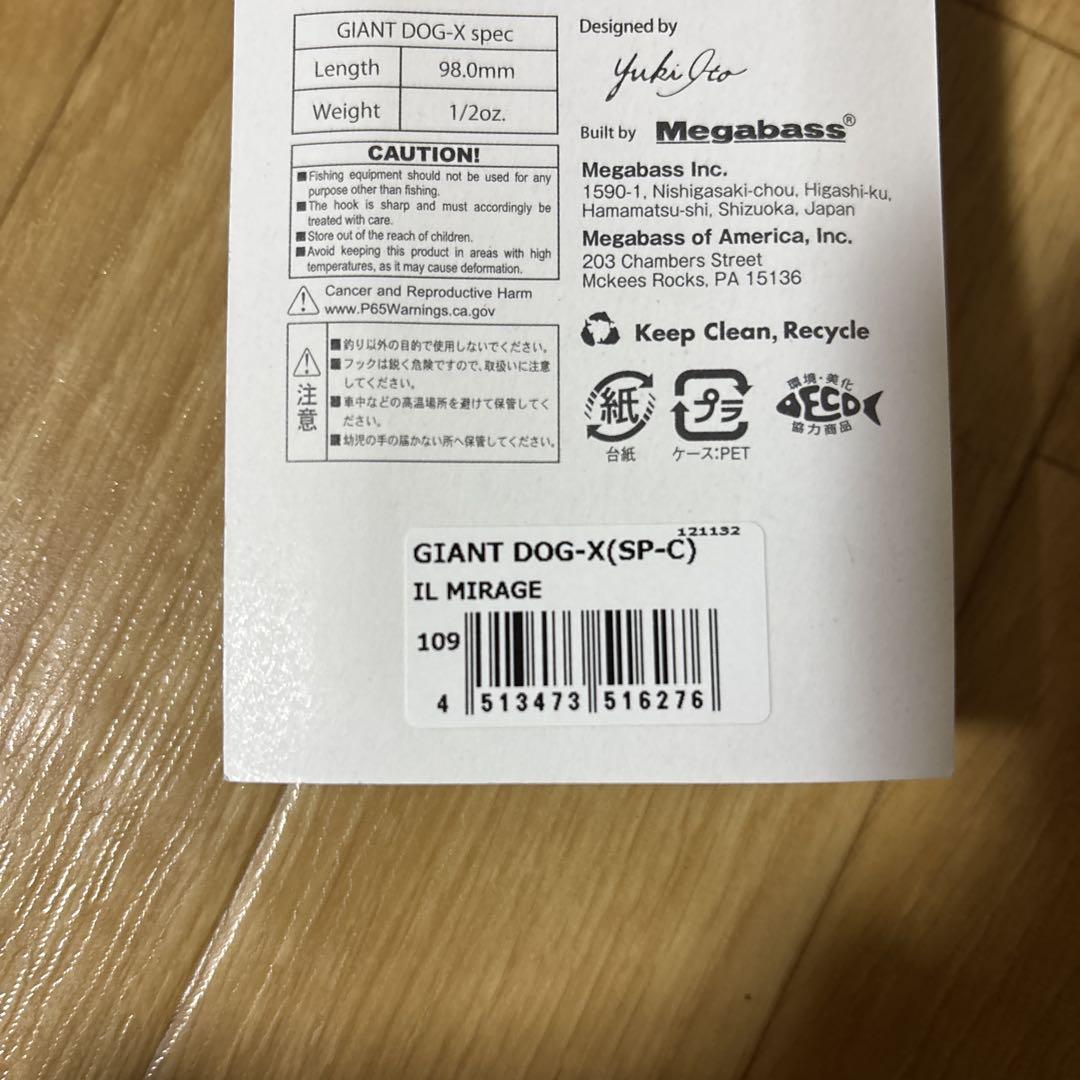 GIANT DOG-X spec
Length 98.0mm
Weight 1/2oz.
CAUTION!
■Fishing equipment should not be used for any
purpose other than fishing.
■The hook is sharp and must accordingly be
treated with care.
■Store out of the reach of children.
■Avoid keeping this product in areas with high
temperatures, as it may cause deformation.
Cancer and Reproductive Harm
www.P65Warnings.ca.gov
注意
■釣り以外の目的で使用しないでください。
■フックは鋭く危険ですので、取扱いに注意
してください。
■車中などの高温場所を避けて保管してく
ださい。
■幼児の手の届かない所へ保管してください。
Designed by
Yuki Ito
Built by Megabass®
Megabass Inc.
1590-1, Nishigasaki-chou, Higashi-ku,
Hamamatsu-shi, Shizuoka, Japan
Megabass of America, Inc.
203 Chambers Street
Mckees Rocks, PA 15136
Keep Clean, Recycle
紙
台紙
プラ
ケース:PET
環境・美化
ECO
協力商品
121132
GIANT DOG-X(SP-C)
IL MIRAGE
109
4 513473 516276